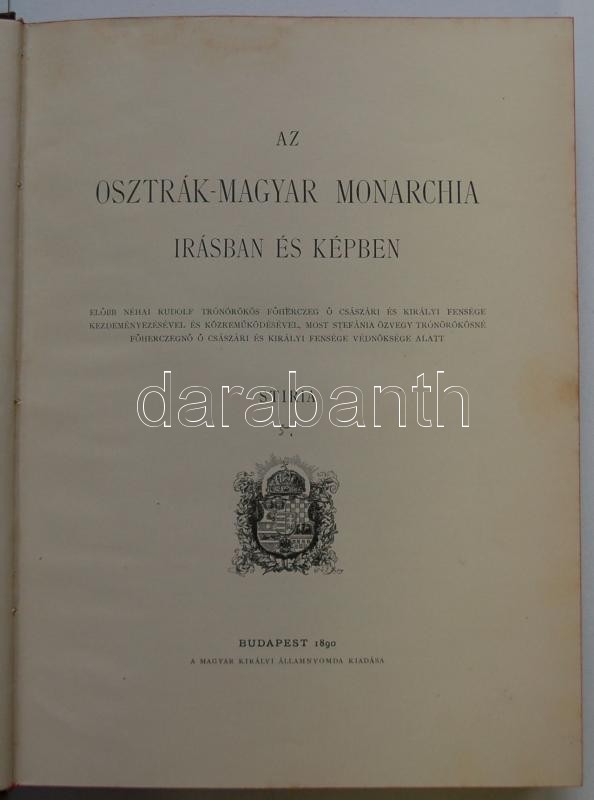 AZ
OSZTRÁK-MAGYAR MONARCHIA
IRÁSBAN ÉS KÉPBEN
ELŐBB NÉHAI RUDOLF TRÓNÖRÖKÖS FŐHERCZEG Ő CSÁSZÁRI ÉS KIRÁLYI FENSÉGE
KEZDEMÉNYEZÉSÉVEL ÉS KÖZREMŰKÖDÉSÉVEL, MOST STEFÁNIA ÖZVEGY TRÓNÖRÖKÖSNÉ
FŐHERCZEGNŐ Ő CSÁSZÁRI ÉS KIRÁLYI FENSÉGE VÉDNÖKSÉGE ALATT
STIRIA
darabanth
BUDAPEST 1890
A MAGYAR KIRÁLYI ÁLLAMNYOMDA KIADÁSA